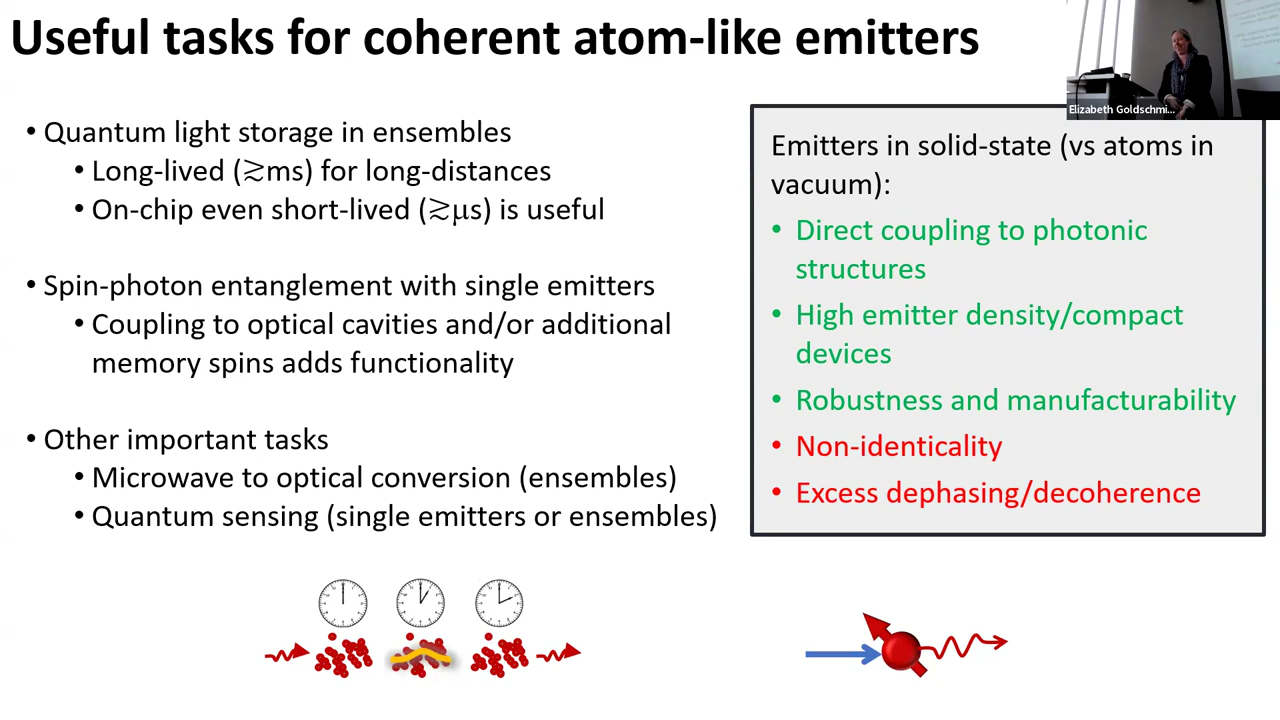 Useful tasks for coherent atom-like emitters
Elizabeth Goldschmi...
• Quantum light storage in ensembles
• Long-lived (≳ms) for long-distances
• On-chip even short-lived (≳μs) is useful
• Spin-photon entanglement with single emitters
• Coupling to optical cavities and/or additional
memory spins adds functionality
• Other important tasks
• Microwave to optical conversion (ensembles)
• Quantum sensing (single emitters or ensembles)
Emitters in solid-state (vs atoms in
vacuum):
• Direct coupling to photonic
structures
• High emitter density/compact
devices
• Robustness and manufacturability
• Non-identicality
• Excess dephasing/decoherence